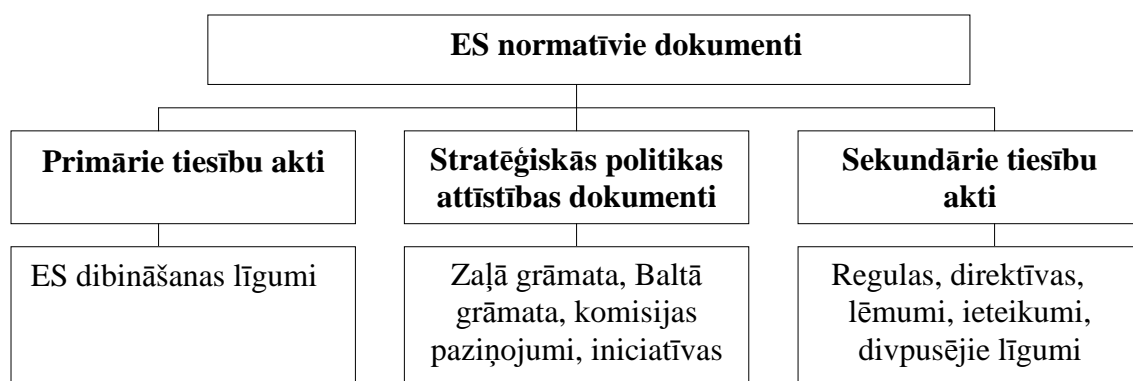 ES normatīvie dokumenti
Primārie tiesību akti
Stratēģiskās politikas
attīstības dokumenti
Sekundārie tiesību
akti
ES dibināšanas līgumi
Zaļā grāmata, Baltā
grāmata, komisijas
paziņojumi, iniciatīvas
Regulas, direktīvas,
lēmumi, ieteikumi,
divpusējie līgumi